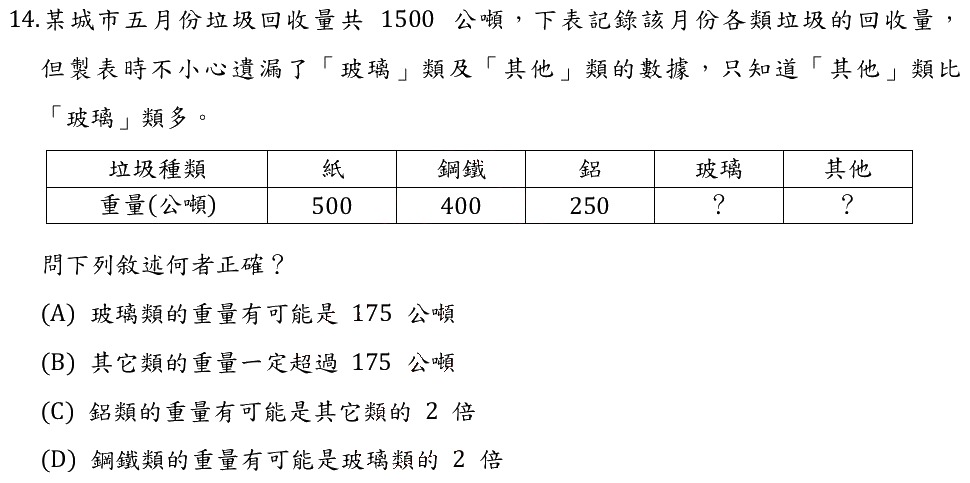 14.某城市五月份垃圾回收量共 1500 公噸，下表記錄該月份各類垃圾的回收量，
但製表時不小心遺漏了「玻璃」類及「其他」類的數據，只知道「其他」類比
「玻璃」類多。
垃圾種類 紙 鋼鐵 鋁 玻璃 其他
重量(公噸) 500 400 250 ? ?
問下列敘述何者正確？
(A) 玻璃類的重量有可能是 175 公噸
(B) 其它類的重量一定超過 175 公噸
(C) 鋁類的重量有可能是其它類的 2 倍
(D) 鋼鐵類的重量有可能是玻璃類的 2 倍